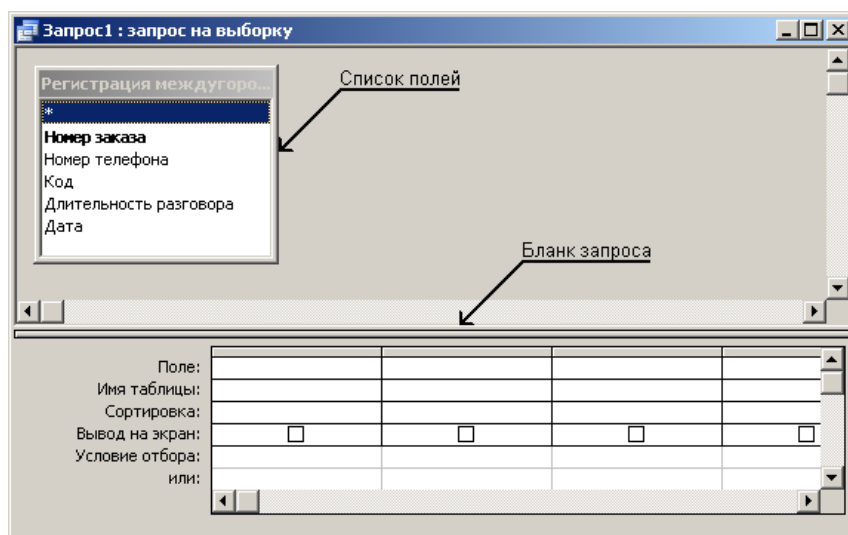 Запрос1 : запрос на выборку
Список полей
Регистрация междугоро...
*
Номер заказа
Номер телефона
Код
Длительность разговора
Дата
Бланк запроса
Поле:
Имя таблицы:
Сортировка:
Вывод на экран:
Условие отбора:
или: